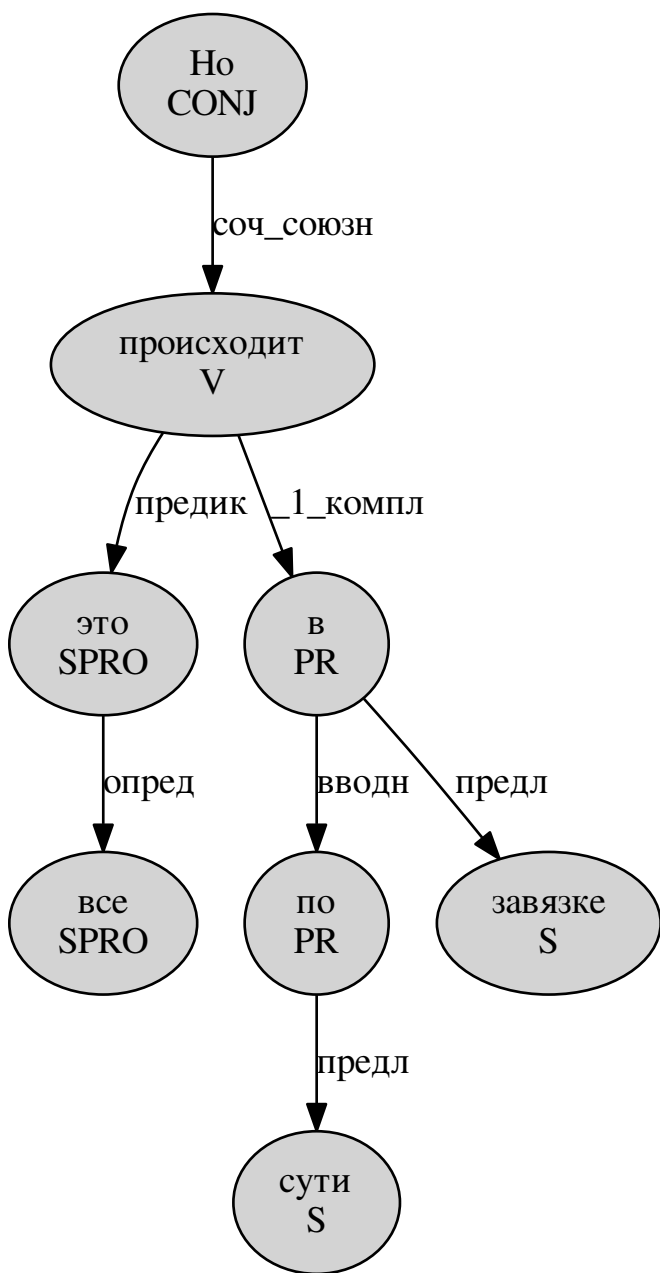 Но
CONJ
соч_союзн
происходит
V
предик
_1_компл
это
SPRO
в
PR
опред
вводн
предл
все
SPRO
по
PR
завязке
S
предл
сути
S